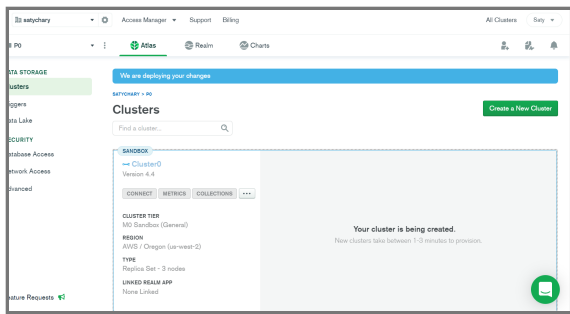 satychary
Access Manager
Support
Billing
All Clusters
Saty
P0
Atlas
Realm
Charts
We are deploying your changes
ATA STORAGE
lusters
iggers
ata Lake
SECURITY
atabase Access
etwork Access
dvanced
eature Requests
SATYCHARY > P0
Clusters
Create a New Cluster
Find a cluster...
SANDBOX
Cluster0
Version 4.4
CONNECT
METRICS
COLLECTIONS
...
CLUSTER TIER
M0 Sandbox (General)
REGION
AWS / Oregon (us-west-2)
TYPE
Replica Set - 3 nodes
LINKED REALM APP
None Linked
Your cluster is being created.
New clusters take between 1-3 minutes to provision.